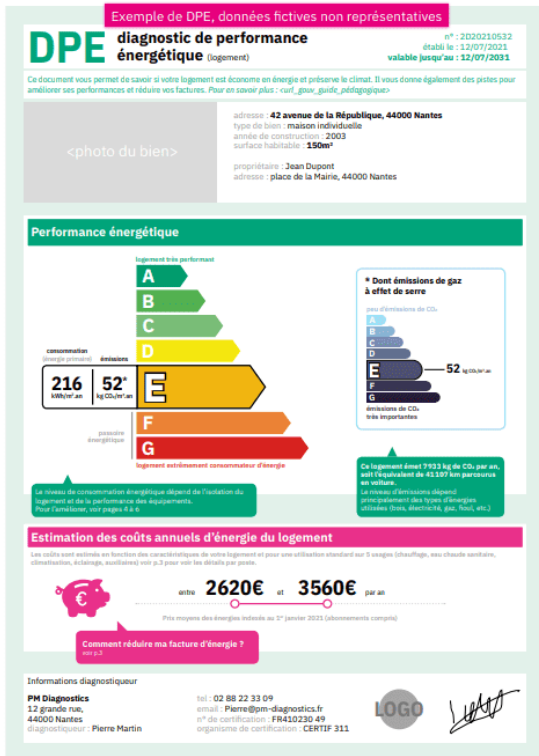 Exemple de DPE, données fictives non représentatives
DPE
diagnostic de performance
énergétique (logement)
n° : 2020210532
établi le : 12/07/2021
valable jusqu'au : 12/07/2031
Ce document vous permet de savoir si votre logement est économe en énergie et préserve le climat. Il vous donne également des pistes pour
améliorer ses performances et réduire vos factures. Pour en savoir plus : <url_gouv_guide_pédagogique>
<photo du bien>
adresse : 42 avenue de la République, 44000 Nantes
type de bien : maison individuelle
année de construction : 2003
surface habitable : 150m²
propriétaire : Jean Dupont
adresse : place de la Mairie, 44000 Nantes
Performance énergétique
logement très performant
A
B
C
D
consommation
(énergie primaire)
émissions
216
kWh/m².an
52*
kg CO₂/m².an
E
F
G
passoire
énergétique
logement extrêmement consommateur d'énergie
Le niveau de consommation énergétique dépend de l'isolation du
logement et de la performance des équipements.
Pour l'améliorer, voir pages 4 à 6
* Dont émissions de gaz
à effet de serre
peu d'émissions de CO₂
A
B
C
D
E
52 kg CO₂/m².an
F
G
émissions de CO₂
très importantes
Ce logement émet 7933 kg de CO₂ par an,
soit l'équivalent de 41107 km parcourus
en voiture.
Le niveau d'émissions dépend
principalement des types d'énergies
utilisées (bois, électricité, gaz, fioul, etc.)
Estimation des coûts annuels d'énergie du logement
Les coûts sont estimés en fonction des caractéristiques de votre logement et pour une utilisation standard sur 5 usages (chauffage, eau chaude sanitaire,
climatisation, éclairage, auxiliaires) voir p.3 pour voir les détails par poste.
€
entre 2620€ et 3560€ par an
Prix moyens des énergies indexés au 1er janvier 2021 (abonnements compris)
Comment réduire ma facture d'énergie ?
voir p.3
Informations diagnostiqueur
PM Diagnostics
12 grande rue,
44000 Nantes
diagnostiqueur : Pierre Martin
tel : 02 88 22 33 09
email : Pierre@pm-diagnostics.fr
n° de certification : FR410230 49
organisme de certification : CERTIF 311
LOGO